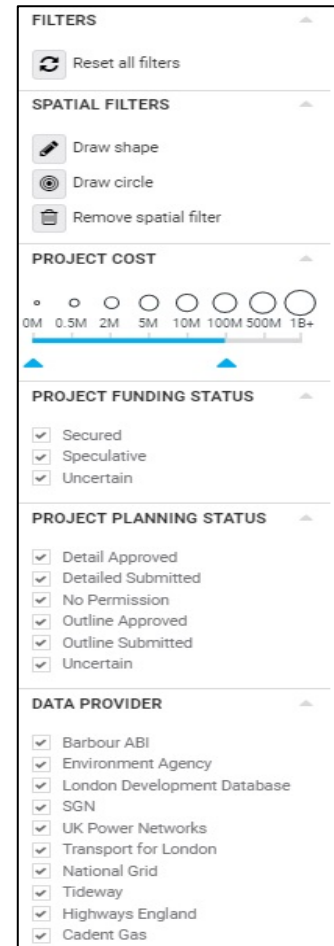 FILTERS
Reset all filters
SPATIAL FILTERS
Draw shape
Draw circle
Remove spatial filter
PROJECT COST
0M 0.5M 2M 5M 10M 100M 500M 1B+
PROJECT FUNDING STATUS
Secured
Speculative
Uncertain
PROJECT PLANNING STATUS
Detail Approved
Detailed Submitted
No Permission
Outline Approved
Outline Submitted
Uncertain
DATA PROVIDER
Barbour ABI
Environment Agency
London Development Database
SGN
UK Power Networks
Transport for London
National Grid
Tideway
Highways England
Cadent Gas